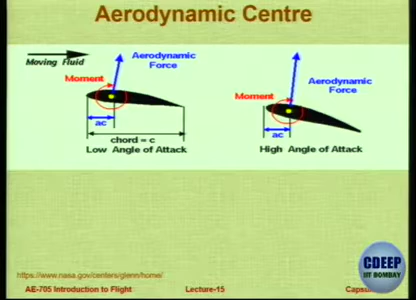 Aerodynamic Centre
Moving Fluid
Aerodynamic
Force
Moment
ac
chord = c
Low Angle of Attack
Aerodynamic
Force
Moment
ac
High Angle of Attack
https://www.nasa.gov/centers/glenn/home/
CDEEP
IIT BOMBAY
AE-705 Introduction to Flight
Lecture-15